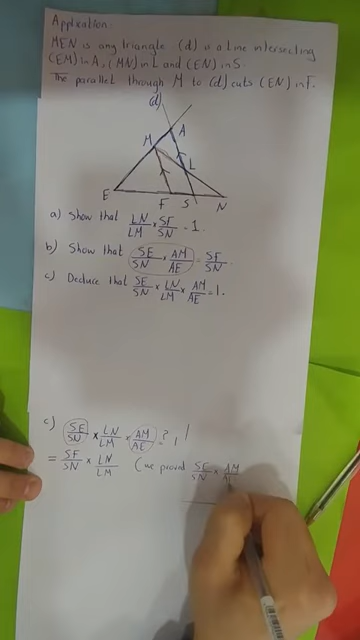 Application.
MEN is any triangle (d) is a line intersecting
(EM) in A, (MN) in L and (EN) in S.
The parallel through M to (d) cuts (EN) in F.
(d)
M
A
L
E
F
S
N
a) Show that LN/LM × SF/SN = 1.
b) Show that SE/SN × AM/AE = SF/SN.
c) Deduce that SE/SN × LN/LM × AM/AE = 1.
c) SE/SN × LN/LM × AM/AE =? 1
= SF/SN × LN/LM (we proved SE/SN × AM/AE